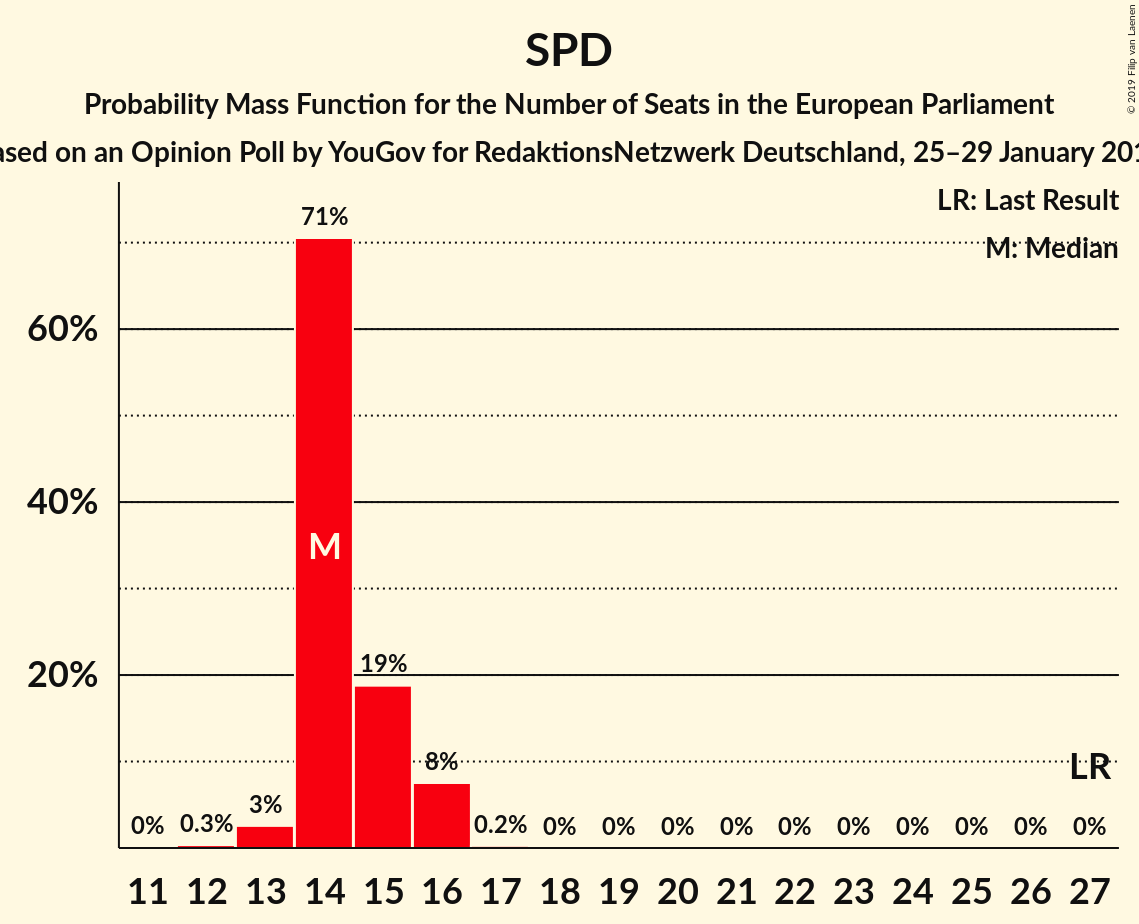 SPD
Probability Mass Function for the Number of Seats in the European Parliament
ased on an Opinion Poll by YouGov for RedaktionsNetzwerk Deutschland, 25–29 January 201
© 2019 Filip van Laenen
LR: Last Result
M: Median
60%
40%
20%
71%
M
19%
8%
LR
0% 0.3% 3% 0.2% 0% 0% 0% 0% 0% 0% 0% 0% 0% 0%
11 12 13 14 15 16 17 18 19 20 21 22 23 24 25 26 27